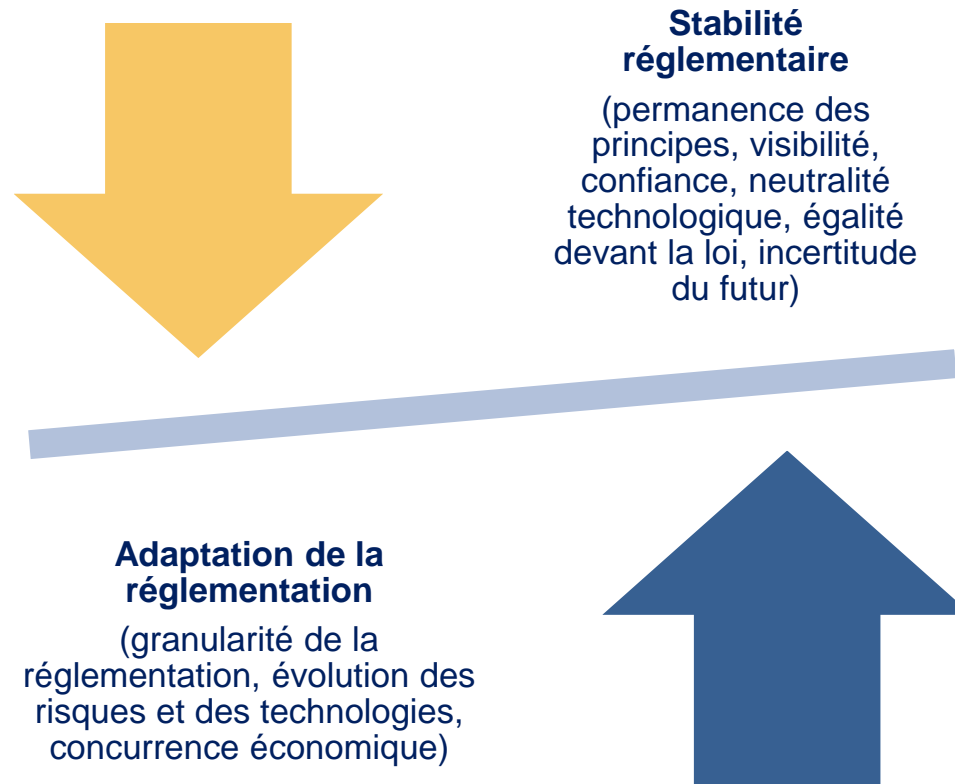 Stabilité
réglementaire
(permanence des
principes, visibilité,
confiance, neutralité
technologique, égalité
devant la loi, incertitude
du futur)
Adaptation de la
réglementation
(granularité de la
réglementation, évolution des
risques et des technologies,
concurrence économique)